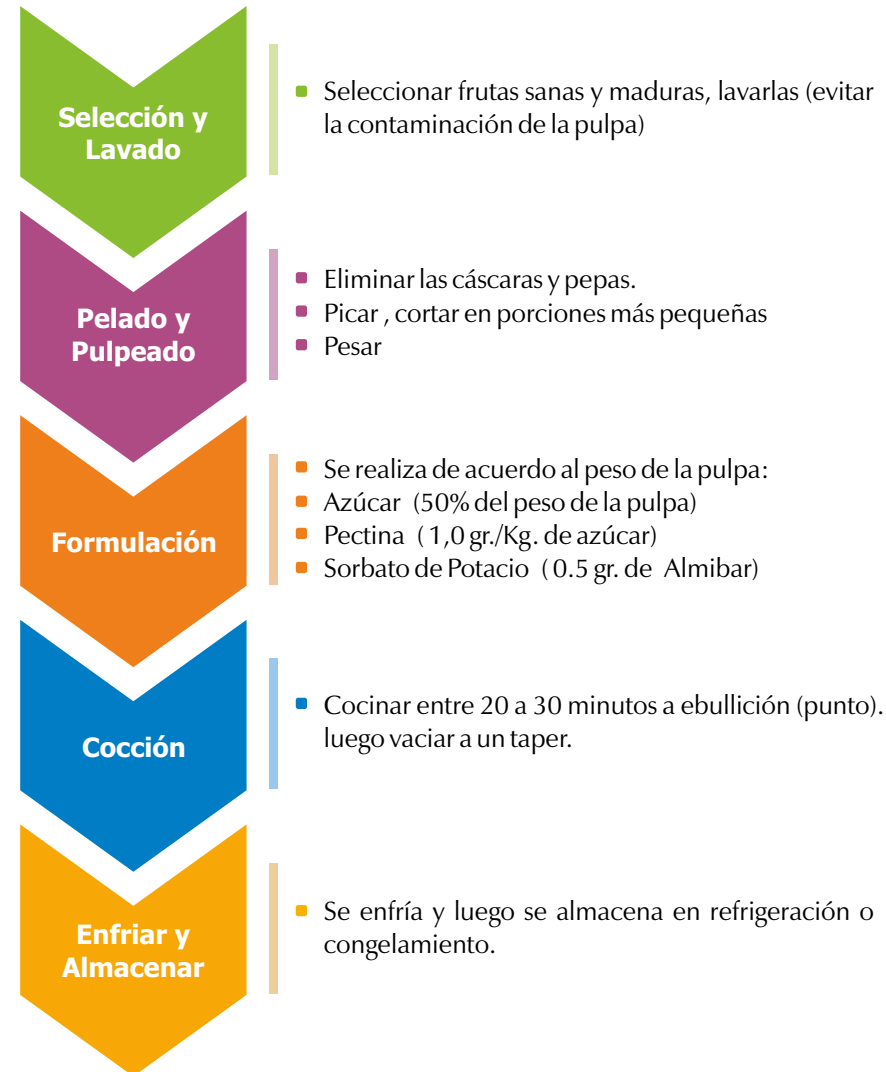 Selección y
Lavado
Seleccionar frutas sanas y maduras, lavarlas (evitar
la contaminación de la pulpa)
Pelado y
Pulpeado
Eliminar las cáscaras y pepas.
Picar , cortar en porciones más pequeñas
Pesar
Formulación
Se realiza de acuerdo al peso de la pulpa:
Azúcar (50% del peso de la pulpa)
Pectina ( 1,0 gr./Kg. de azúcar)
Sorbato de Potacio ( 0.5 gr. de Almibar)
Cocción
Cocinar entre 20 a 30 minutos a ebullición (punto).
luego vaciar a un taper.
Enfriar y
Almacenar
Se enfría y luego se almacena en refrigeración o
congelamiento.